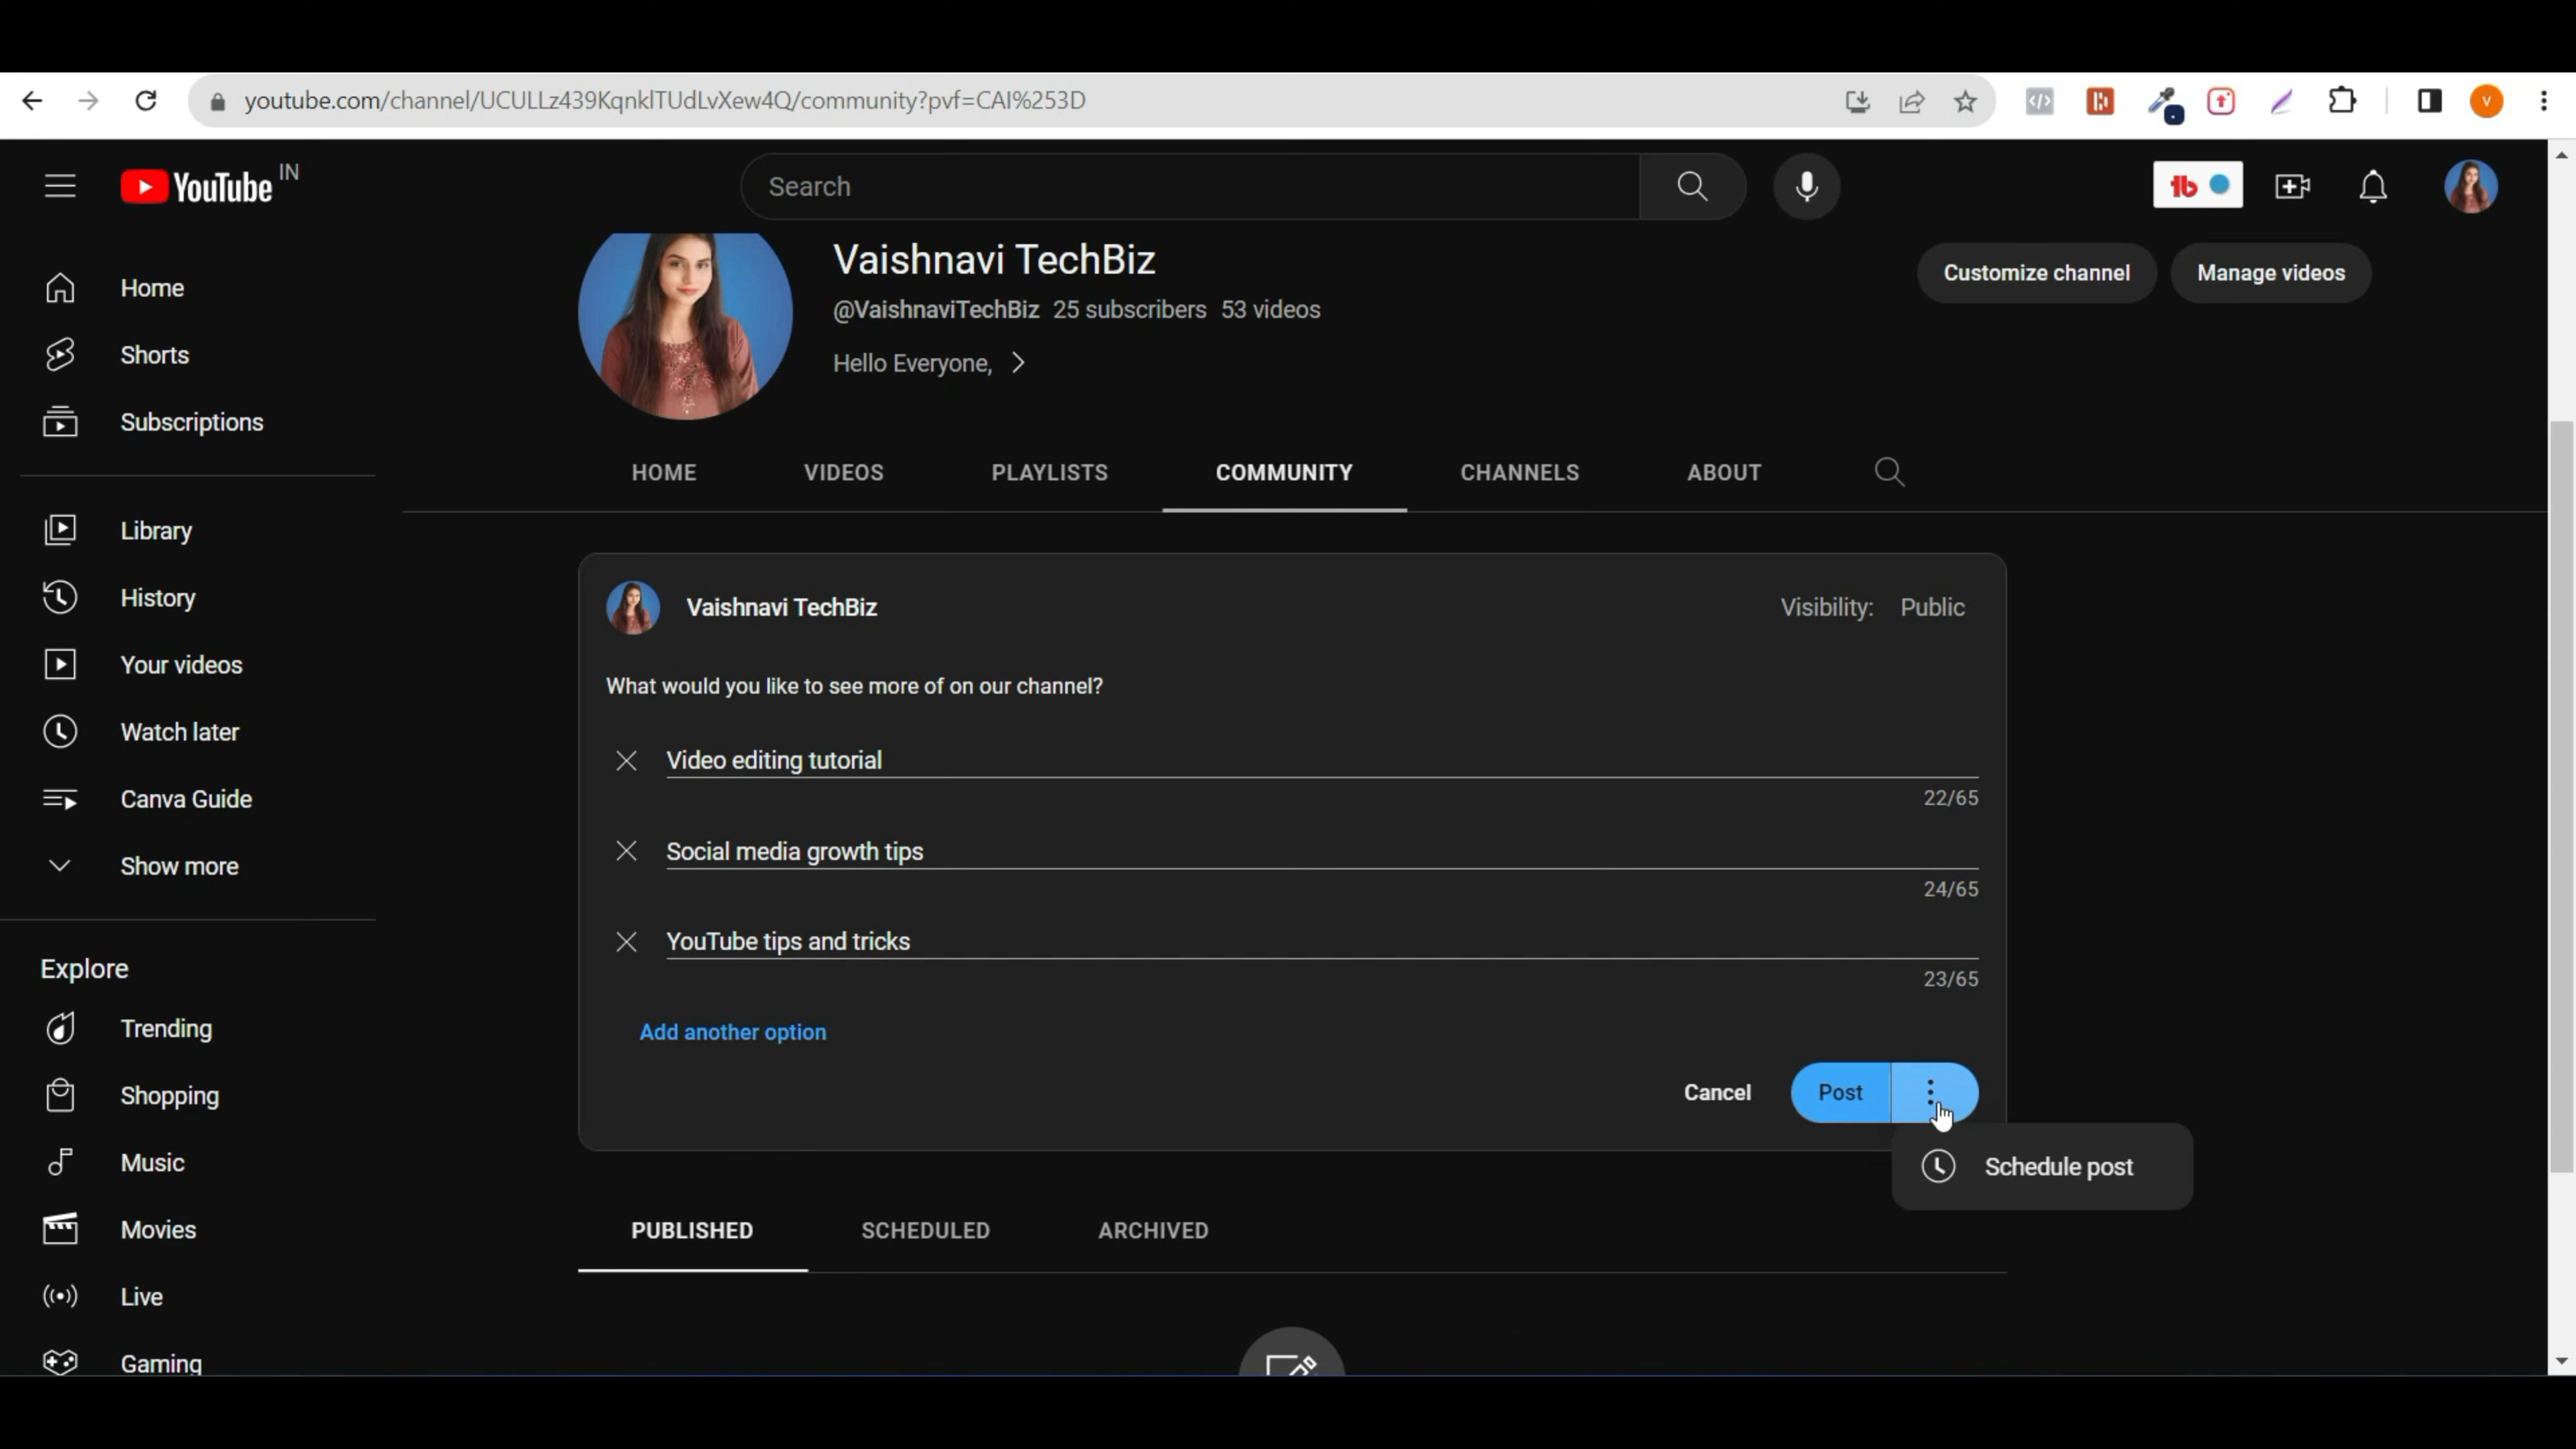 youtube.com/channel/UCULLz439KqnklTUdLvXew4Q/community?pvf=CAI%253D
V
YouTube IN
Search
tb
Home
Shorts
Subscriptions
Library
History
Your videos
Watch later
Canva Guide
Show more
Explore
Trending
Shopping
Music
Movies
Live
Gaming
Vaishnavi TechBiz
@VaishnaviTechBiz 25 subscribers 53 videos
Hello Everyone,
Customize channel Manage videos
HOME VIDEOS PLAYLISTS COMMUNITY CHANNELS ABOUT
Vaishnavi TechBiz Visibility: Public
What would you like to see more of on our channel?
Video editing tutorial
22/65
Social media growth tips
24/65
YouTube tips and tricks
23/65
Add another option
Cancel Post
Schedule post
PUBLISHED SCHEDULED ARCHIVED